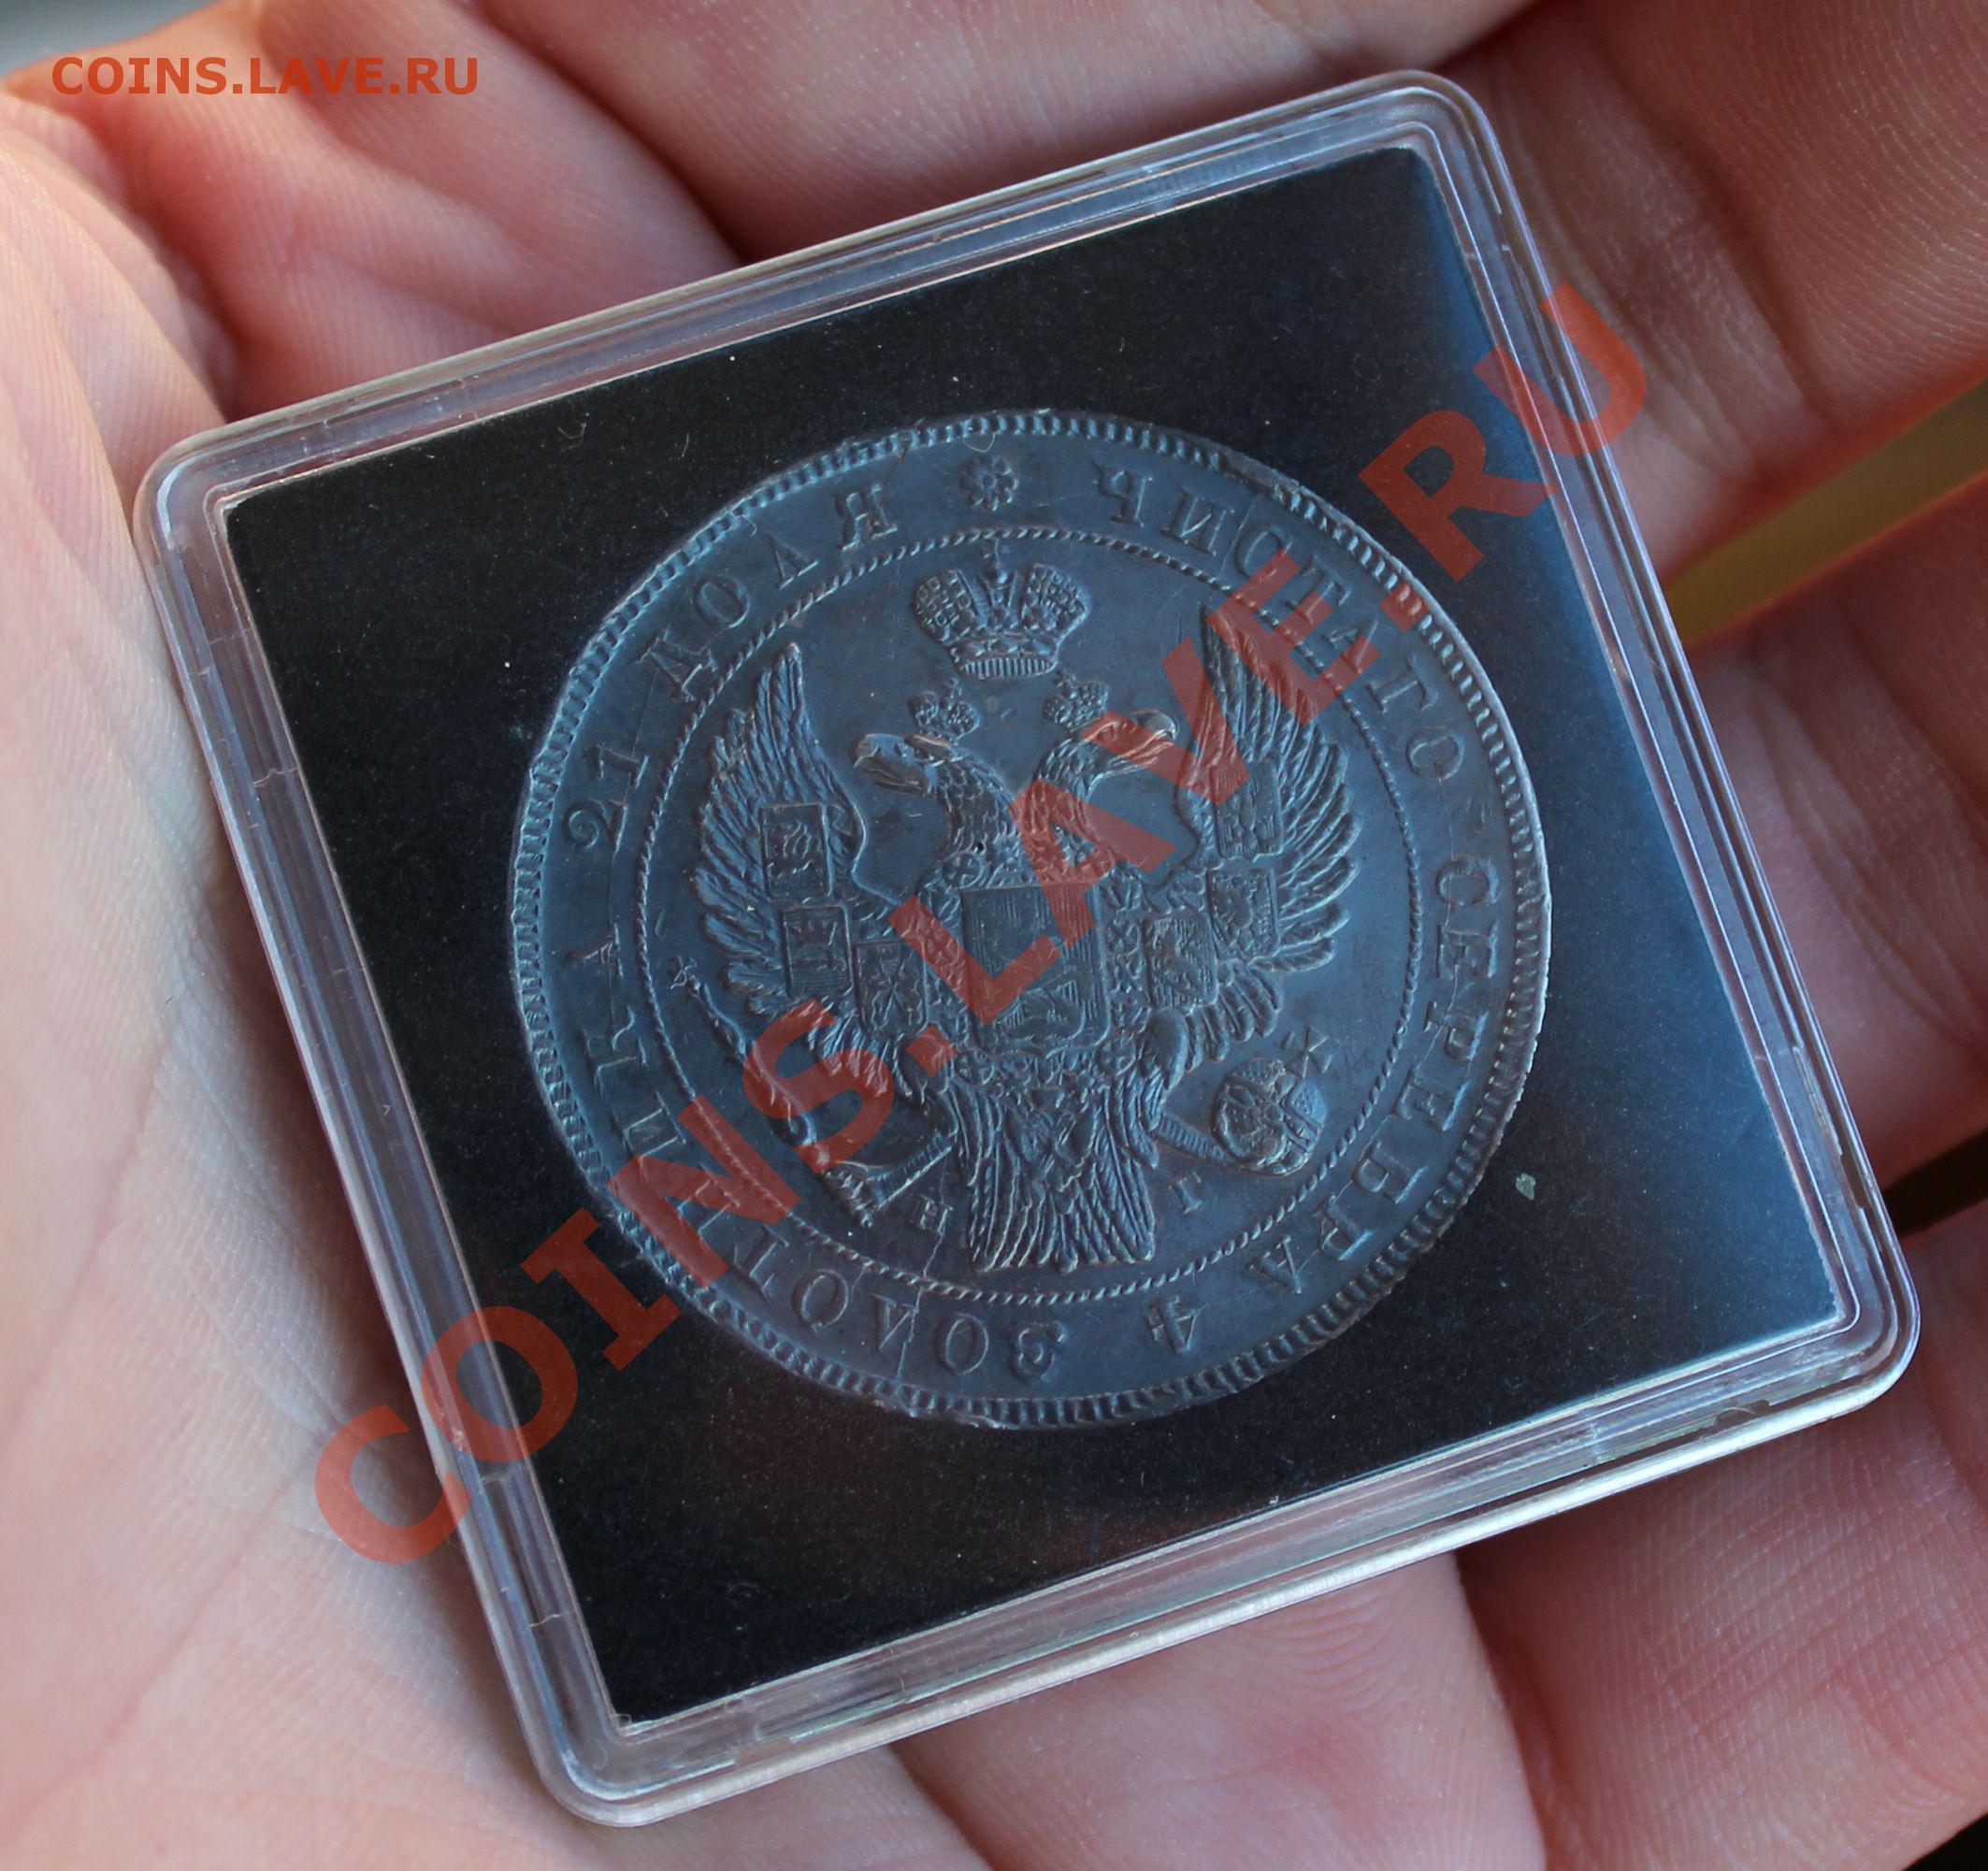 COINS.LAVE.RU
ЧИСТАГО СЕРЕБРА 4 ЗОЛОТНИКА 21 ДОЛЯ
Н Г
COINS.LAVE.RU